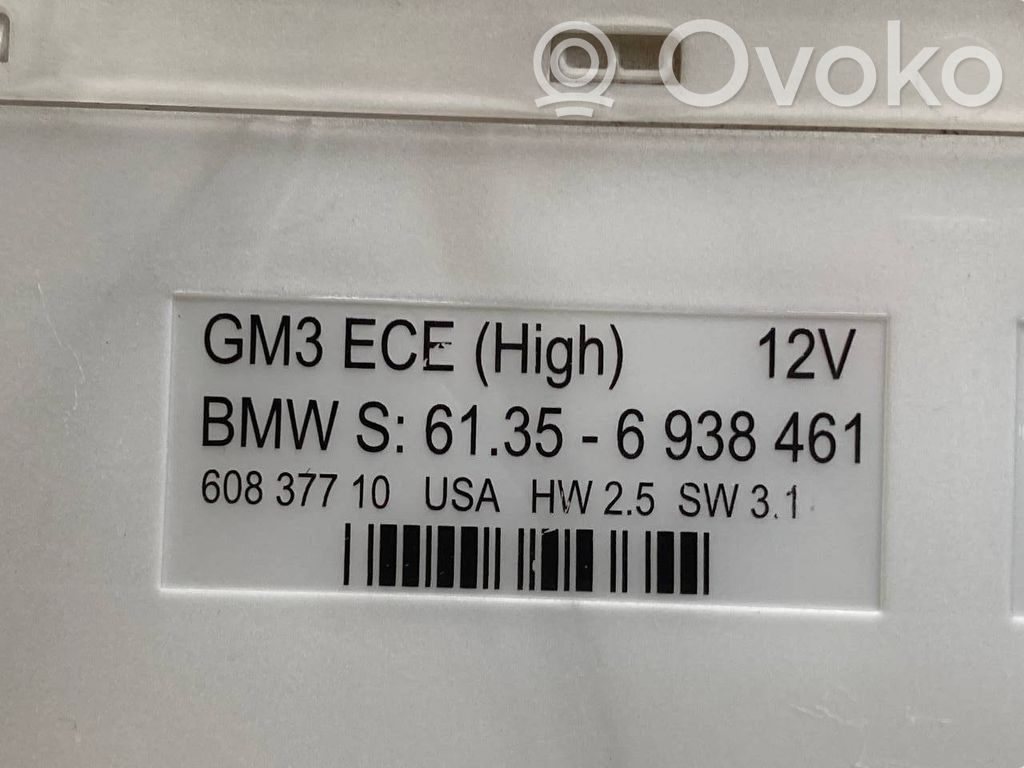 Ovoko
GM3 ECE (High) 12V
BMW S: 61.35 - 6 938 461
608 377 10 USA HW 2.5 SW 3.1